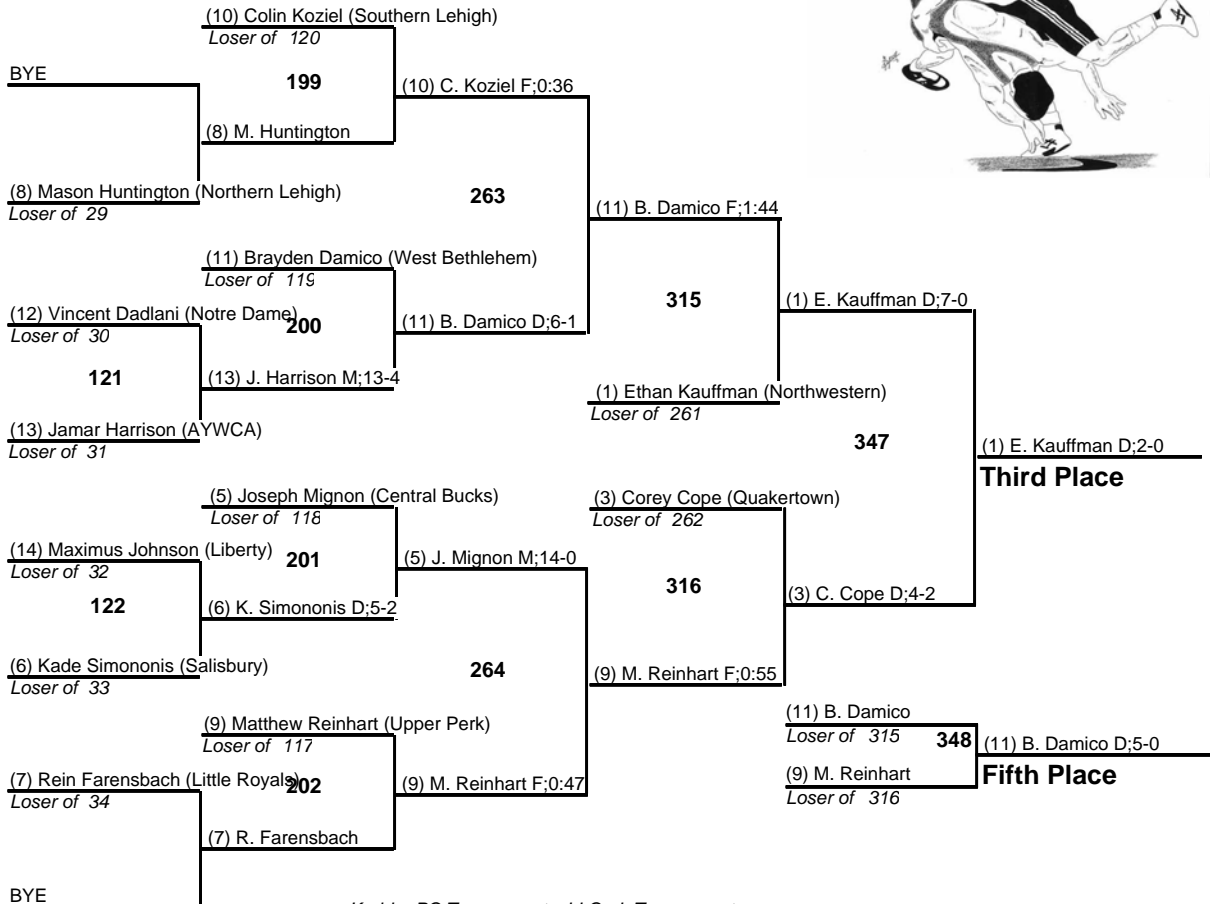 (10) Colin Koziel (Southern Lehigh)
Loser of 120
BYE
199
(10) C. Koziel F;0:36
(8) M. Huntington
(8) Mason Huntington (Northern Lehigh)
Loser of 29
263
(11) B. Damico F;1:44
(11) Brayden Damico (West Bethlehem)
Loser of 119
(12) Vincent Dadlani (Notre Dame)
Loser of 30
200
(11) B. Damico D;6-1
315
(1) E. Kauffman D;7-0
121
(13) J. Harrison M;13-4
(1) Ethan Kauffman (Northwestern)
Loser of 261
(13) Jamar Harrison (AYWCA)
Loser of 31
347
(1) E. Kauffman D;2-0
Third Place
(5) Joseph Mignon (Central Bucks)
Loser of 118
(3) Corey Cope (Quakertown)
Loser of 262
(14) Maximus Johnson (Liberty)
Loser of 32
201
(5) J. Mignon M;14-0
316
122
(6) K. Simononis D;5-2
(3) C. Cope D;4-2
(6) Kade Simononis (Salisbury)
Loser of 33
264
(9) M. Reinhart F;0:55
(9) Matthew Reinhart (Upper Perk)
Loser of 117
(11) B. Damico
Loser of 315
348
(11) B. Damico D;5-0
Fifth Place
(7) Rein Farensbach (Little Royals)
Loser of 34
202
(9) M. Reinhart F;0:47
(9) M. Reinhart
Loser of 316
(7) R. Farensbach
BYE